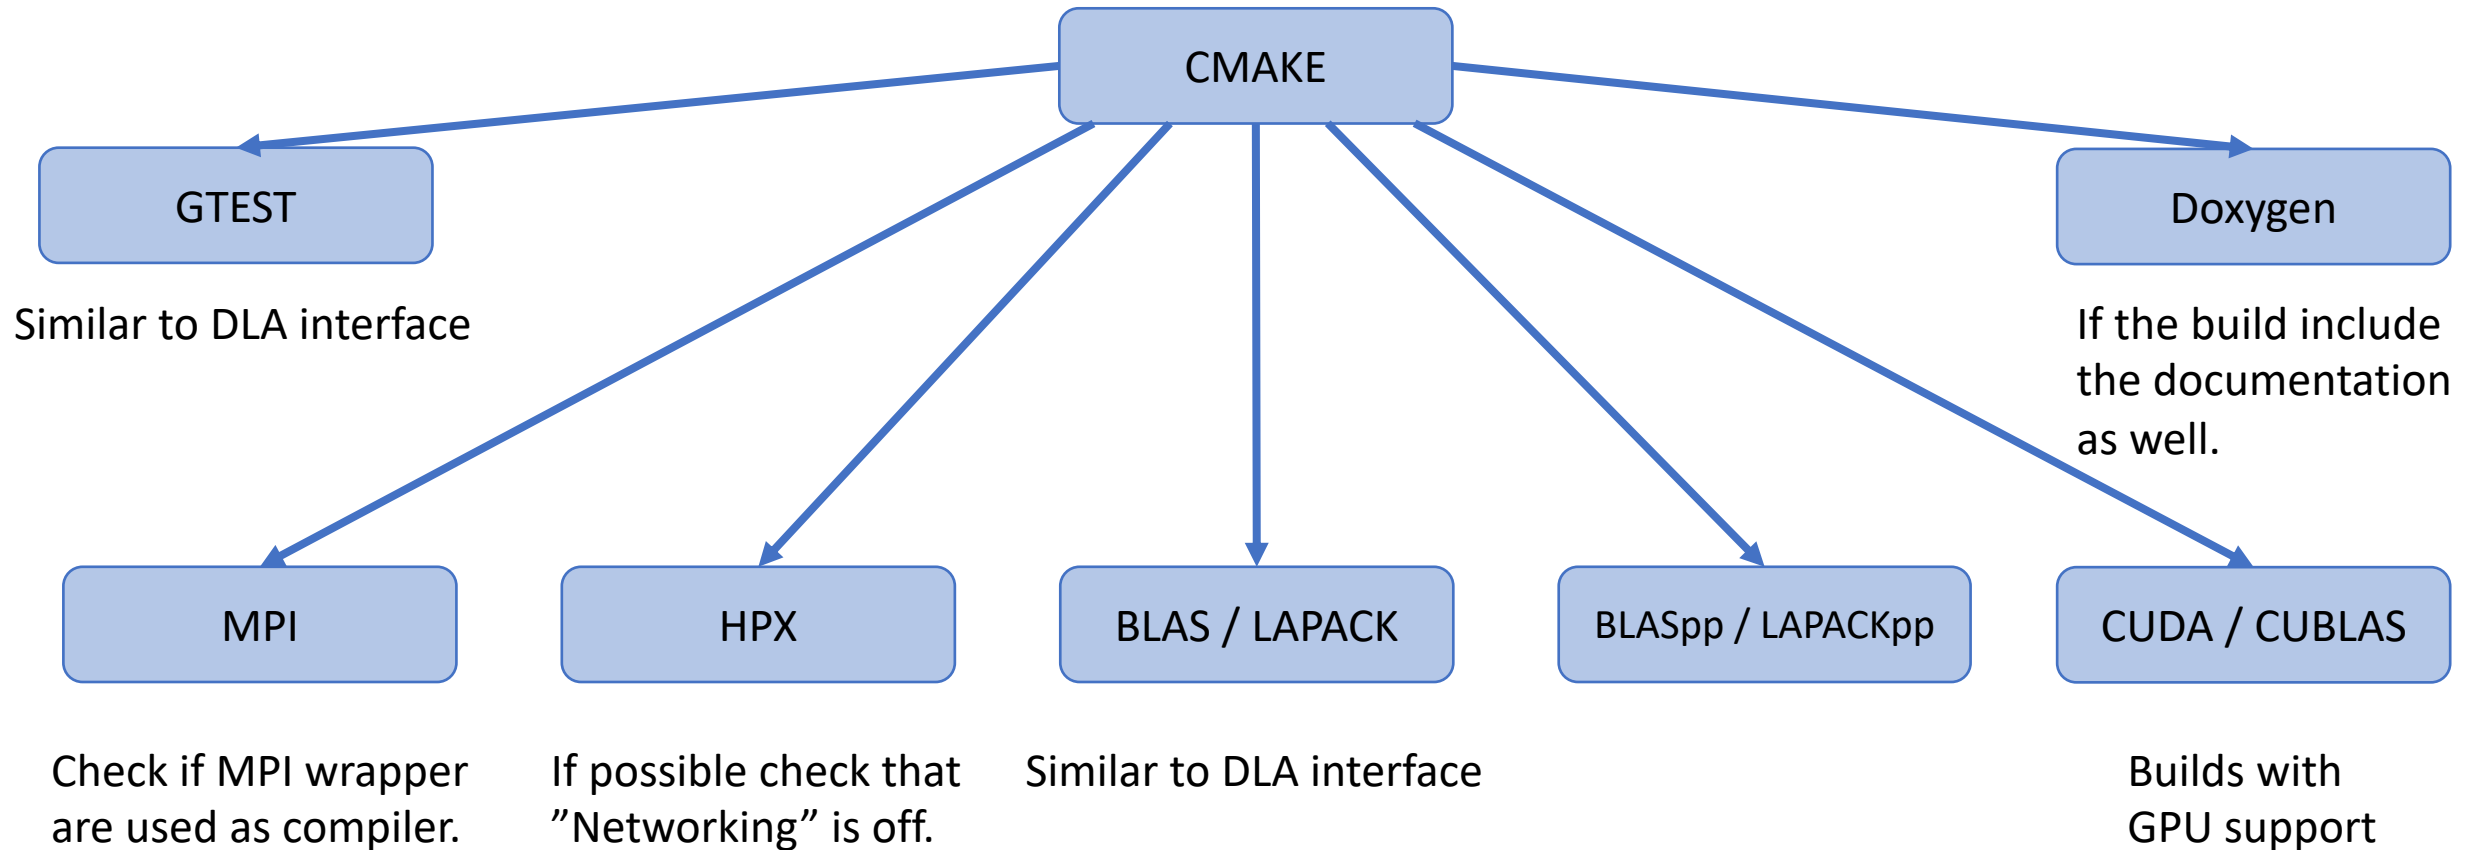 CMAKE
GTEST
Doxygen
Similar to DLA interface
If the build include
the documentation
as well.
MPI
HPX
BLAS / LAPACK
BLASpp / LAPACKpp
CUDA / CUBLAS
Check if MPI wrapper
are used as compiler.
If possible check that
”Networking” is off.
Similar to DLA interface
Builds with
GPU support